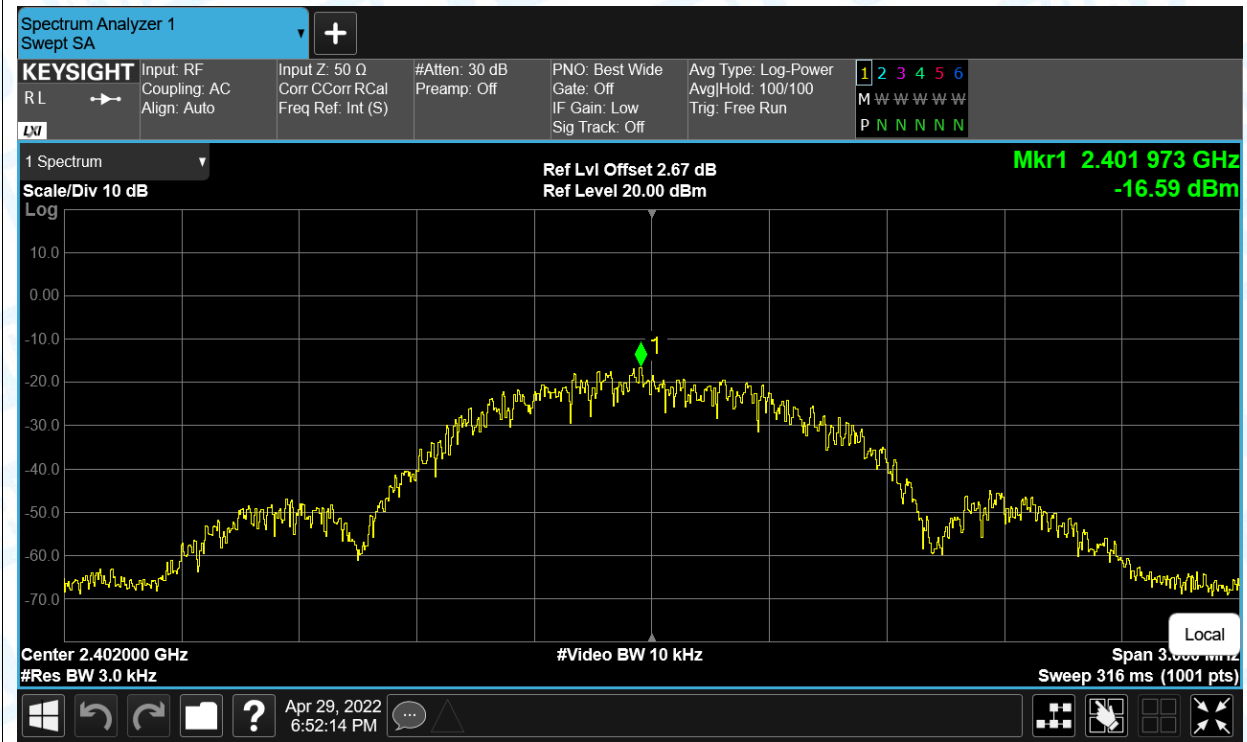 Spectrum Analyzer 1
Swept SA
KEYSIGHT
R L
LXI
Input: RF
Coupling: AC
Align: Auto
Input Z: 50 Ω
Corr CCorr RCal
Freq Ref: Int (S)
#Atten: 30 dB
Preamp: Off
PNO: Best Wide
Gate: Off
IF Gain: Low
Sig Track: Off
Avg Type: Log-Power
Avg|Hold: 100/100
Trig: Free Run
1 2 3 4 5 6
M W W W W W
P N N N N N
1 Spectrum
Scale/Div 10 dB
Log
Ref Lvl Offset 2.67 dB
Ref Level 20.00 dBm
Mkr1 2.401 973 GHz
-16.59 dBm
10.0
0.00
-10.0
-20.0
-30.0
-40.0
-50.0
-60.0
-70.0
1
Center 2.402000 GHz
#Res BW 3.0 kHz
#Video BW 10 kHz
Local
Span 3.000 MHz
Sweep 316 ms (1001 pts)
?
Apr 29, 2022
6:52:14 PM